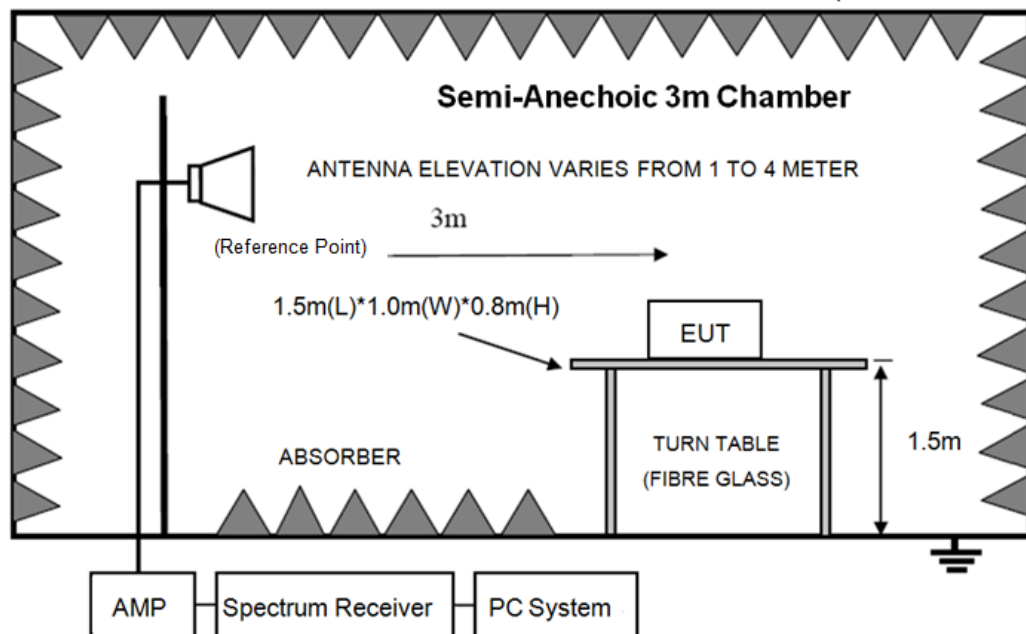 Semi-Anechoic 3m Chamber
ANTENNA ELEVATION VARIES FROM 1 TO 4 METER
3m
(Reference Point)
1.5m(L)*1.0m(W)*0.8m(H)
EUT
1.5m
TURN TABLE
(FIBRE GLASS)
ABSORBER
AMP
Spectrum Receiver
PC System